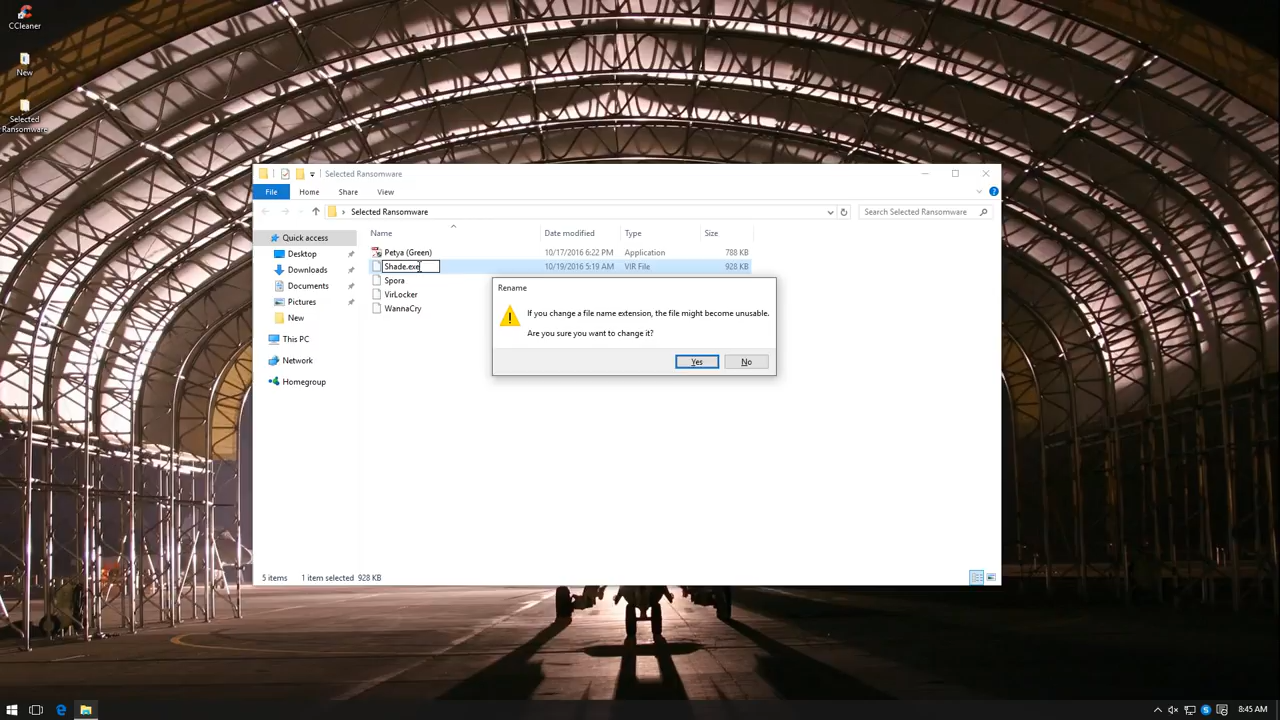 CCleaner
New
Selected
Ransomware
Selected Ransomware
File
Home
Share
View
Selected Ransomware
Search Selected Ransomware
Quick access
Desktop
Downloads
Documents
Pictures
New
This PC
Network
Homegroup
Name
Date modified
Type
Size
Petya (Green)
10/17/2016 6:22 PM
Application
788 KB
Shade.exe
10/19/2016 5:19 AM
VIR File
928 KB
Spora
VirLocker
WannaCry
Rename
If you change a file name extension, the file might become unusable.
Are you sure you want to change it?
Yes
No
5 items
1 item selected 928 KB
8:45 AM